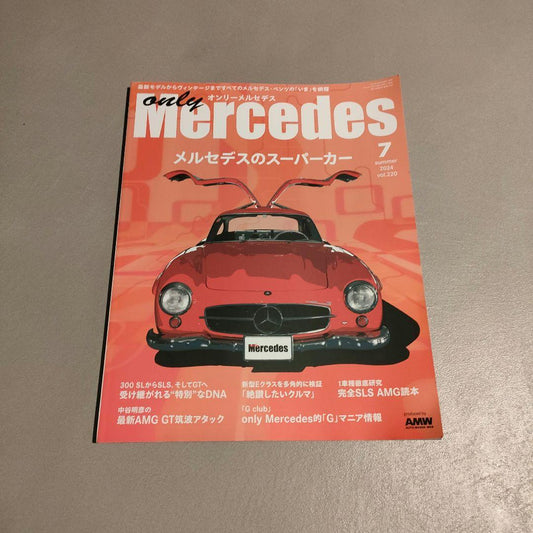 最新モデルからヴィンテージまですべてのメルセデス・ベンツの「いま」を網羅
only
オンリーメルセデス
Mercedes
メルセデスのスーパーカー
7
summer
2024
vol.220
Mercedes
300 SLからSLS、そしてGTへ
受け継がれる"特別"なDNA
中谷明彦の
最新AMG GT筑波アタック
新型Eクラスを多角的に検証
「絶賛したいクルマ」
「G club」
only Mercedes的「G」マニア情報
1車種徹底研究
完全SLS AMG読本
produced by
AMW